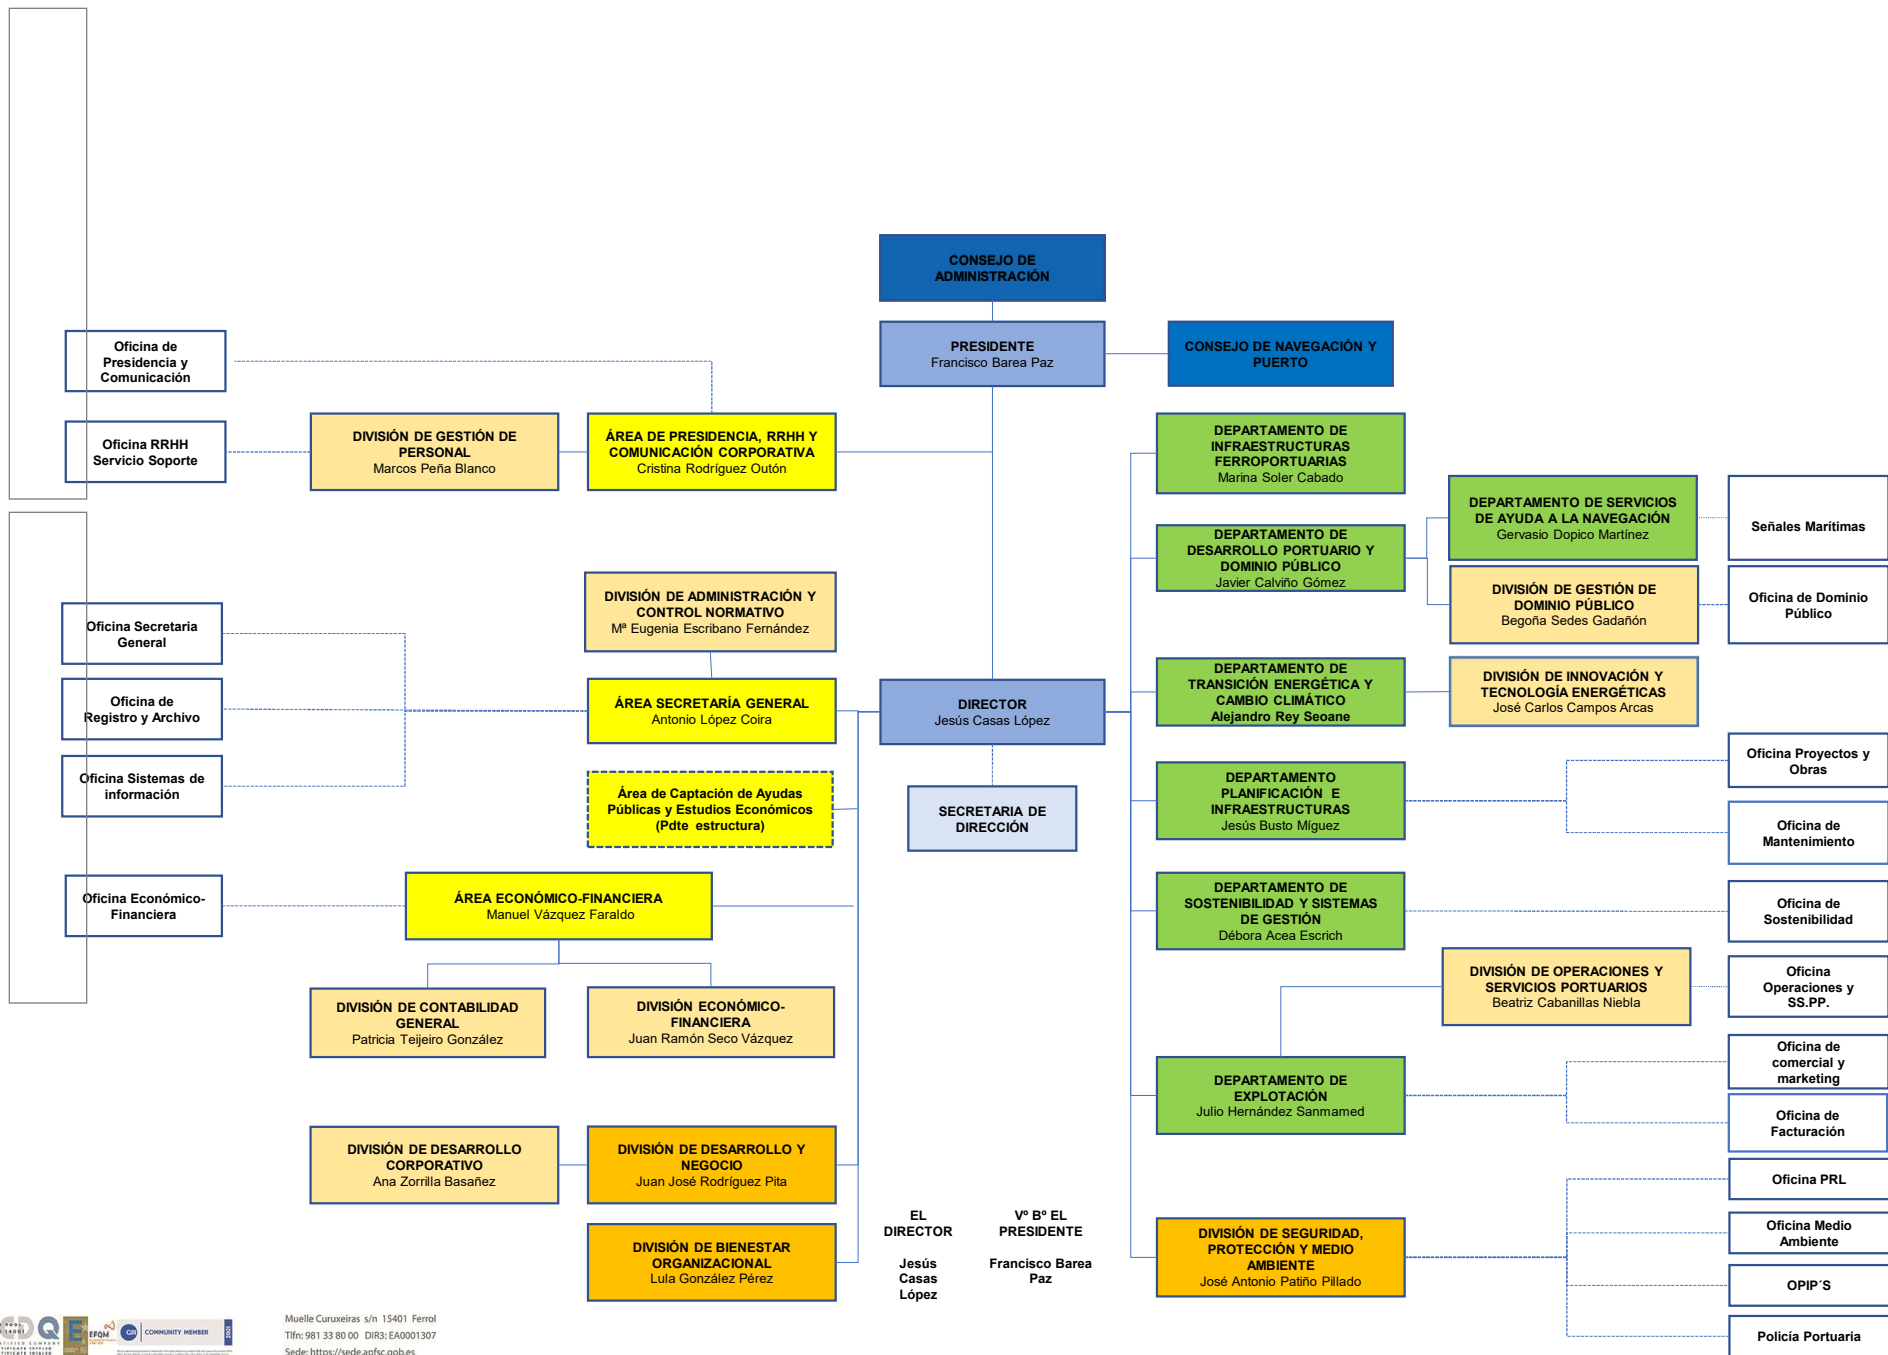 CONSEJO DE
ADMINISTRACIÓN
PRESIDENTE
Francisco Barea Paz
CONSEJO DE NAVEGACIÓN Y
PUERTO
Oficina de
Presidencia y
Comunicación
Oficina RRHH
Servicio Soporte
DIVISIÓN DE GESTIÓN DE
PERSONAL
Marcos Peña Blanco
ÁREA DE PRESIDENCIA, RRHH Y
COMUNICACIÓN CORPORATIVA
Cristina Rodríguez Outón
DEPARTAMENTO DE
INFRAESTRUCTURAS
FERROPORTUARIAS
Marina Soler Cabado
DEPARTAMENTO DE
DESARROLLO PORTUARIO Y
DOMINIO PÚBLICO
Javier Calviño Gómez
DEPARTAMENTO DE SERVICIOS
DE AYUDA A LA NAVEGACIÓN
Gervasio Dopico Martínez
Señales Marítimas
DIVISIÓN DE GESTIÓN DE
DOMINIO PÚBLICO
Begoña Sedes Gadañón
Oficina de Dominio
Público
DIVISIÓN DE ADMINISTRACIÓN Y
CONTROL NORMATIVO
Mª Eugenia Escribano Fernández
Oficina Secretaria
General
Oficina de
Registro y Archivo
Oficina Sistemas de
información
ÁREA SECRETARÍA GENERAL
Antonio López Coira
DIRECTOR
Jesús Casas López
DEPARTAMENTO DE
TRANSICIÓN ENERGÉTICA Y
CAMBIO CLIMÁTICO
Alejandro Rey Seoane
DIVISIÓN DE INNOVACIÓN Y
TECNOLOGÍA ENERGÉTICAS
José Carlos Campos Arcas
Área de Captación de Ayudas
Públicas y Estudios Económicos
(Pdte estructura)
SECRETARIA DE
DIRECCIÓN
DEPARTAMENTO
PLANIFICACIÓN E
INFRAESTRUCTURAS
Jesús Busto Míguez
Oficina Proyectos y
Obras
Oficina de
Mantenimiento
Oficina Económico-
Financiera
ÁREA ECONÓMICO-FINANCIERA
Manuel Vázquez Faraldo
DEPARTAMENTO DE
SOSTENIBILIDAD Y SISTEMAS
DE GESTIÓN
Débora Acea Escrich
Oficina de
Sostenibilidad
DIVISIÓN DE CONTABILIDAD
GENERAL
Patricia Teijeiro González
DIVISIÓN ECONÓMICO-
FINANCIERA
Juan Ramón Seco Vázquez
DIVISIÓN DE OPERACIONES Y
SERVICIOS PORTUARIOS
Beatriz Cabanillas Niebla
Oficina
Operaciones y
SS.PP.
DEPARTAMENTO DE
EXPLOTACIÓN
Julio Hernández Sanmamed
Oficina de
comercial y
marketing
Oficina de
Facturación
DIVISIÓN DE DESARROLLO
CORPORATIVO
Ana Zorrilla Basañez
DIVISIÓN DE DESARROLLO Y
NEGOCIO
Juan José Rodríguez Pita
DIVISIÓN DE BIENESTAR
ORGANIZACIONAL
Lula González Pérez
EL
DIRECTOR
Jesús
Casas
López
Vº Bº EL
PRESIDENTE
Francisco Barea
Paz
DIVISIÓN DE SEGURIDAD,
PROTECCIÓN Y MEDIO
AMBIENTE
José Antonio Patiño Pillado
Oficina PRL
Oficina Medio
Ambiente
OPIP´S
Policía Portuaria
EFQM
GRI COMMUNITY MEMBER
Muelle Curuxeiras s/n 15401 Ferrol
Tlfn: 981 33 80 00 DIR3: EA0001307
Sede: https://sede.apfsc.gob.es